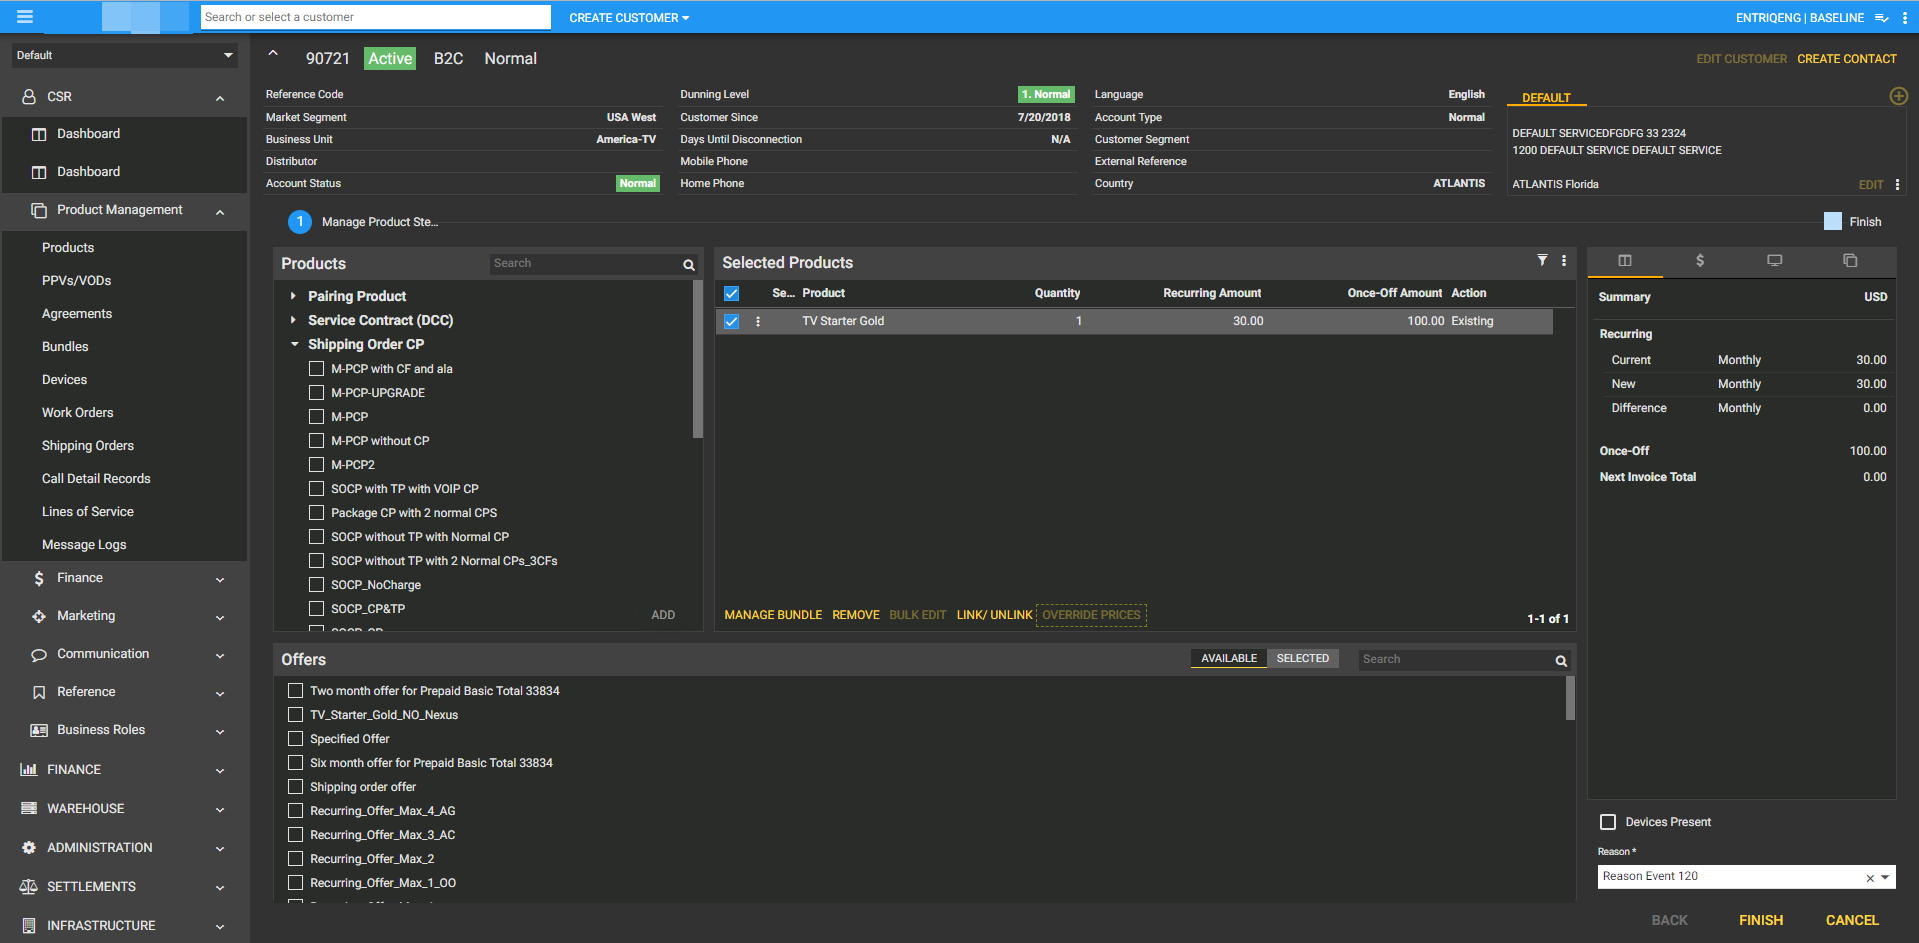 Search or select a customer
CREATE CUSTOMER
ENTRIQENG | BASELINE
Default
CSR
Dashboard
Dashboard
Product Management
Products
PPVs/VODs
Agreements
Bundles
Devices
Work Orders
Shipping Orders
Call Detail Records
Lines of Service
Message Logs
Finance
Marketing
Communication
Reference
Business Roles
FINANCE
WAREHOUSE
ADMINISTRATION
SETTLEMENTS
INFRASTRUCTURE
90721 Active B2C Normal
EDIT CUSTOMER CREATE CONTACT
Reference Code
Market Segment USA West
Business Unit America-TV
Distributor
Account Status Normal
Dunning Level 1. Normal
Customer Since 7/20/2018
Days Until Disconnection N/A
Mobile Phone
Home Phone
Language English
Account Type Normal
Customer Segment
External Reference
Country ATLANTIS
DEFAULT
DEFAULT SERVICEDFGDFG 33 2324
1200 DEFAULT SERVICE DEFAULT SERVICE
ATLANTIS Florida EDIT
1 Manage Product Ste... Finish
Products Search
Pairing Product
Service Contract (DCC)
Shipping Order CP
M-PCP with CF and ala
M-PCP-UPGRADE
M-PCP
M-PCP without CP
M-PCP2
SOCP with TP with VOIP CP
Package CP with 2 normal CPS
SOCP without TP with Normal CP
SOCP without TP with 2 Normal CPs_3CFs
SOCP_NoCharge
SOCP_CP&TP
ADD
Selected Products
Se... Product Quantity Recurring Amount Once-Off Amount Action
TV Starter Gold 1 30.00 100.00 Existing
MANAGE BUNDLE REMOVE BULK EDIT LINK/ UNLINK OVERRIDE PRICES
1-1 of 1
Offers AVAILABLE SELECTED Search
Two month offer for Prepaid Basic Total 33834
TV_Starter_Gold_NO_Nexus
Specified Offer
Six month offer for Prepaid Basic Total 33834
Shipping order offer
Recurring_Offer_Max_4_AG
Recurring_Offer_Max_3_AC
Recurring_Offer_Max_2
Recurring_Offer_Max_1_OO
Summary USD
Recurring
Current Monthly 30.00
New Monthly 30.00
Difference Monthly 0.00
Once-Off 100.00
Next Invoice Total 0.00
Devices Present
Reason *
Reason Event 120
BACK FINISH CANCEL